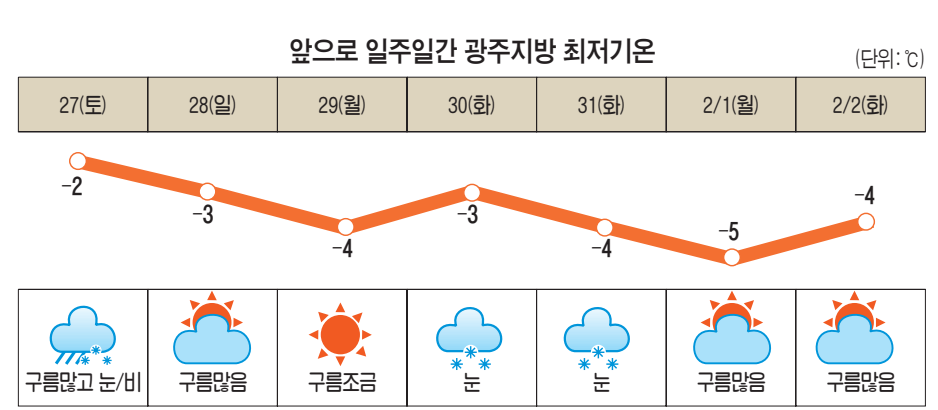 앞으로 일주일간 광주지방 최저기온
(단위: ℃)
27(토) 28(일) 29(월) 30(화) 31(화) 2/1(월) 2/2(화)
-2 -3 -4 -3 -4 -5 -4
구름많고 눈/비 구름많음 구름조금 눈 눈 구름많음 구름많음